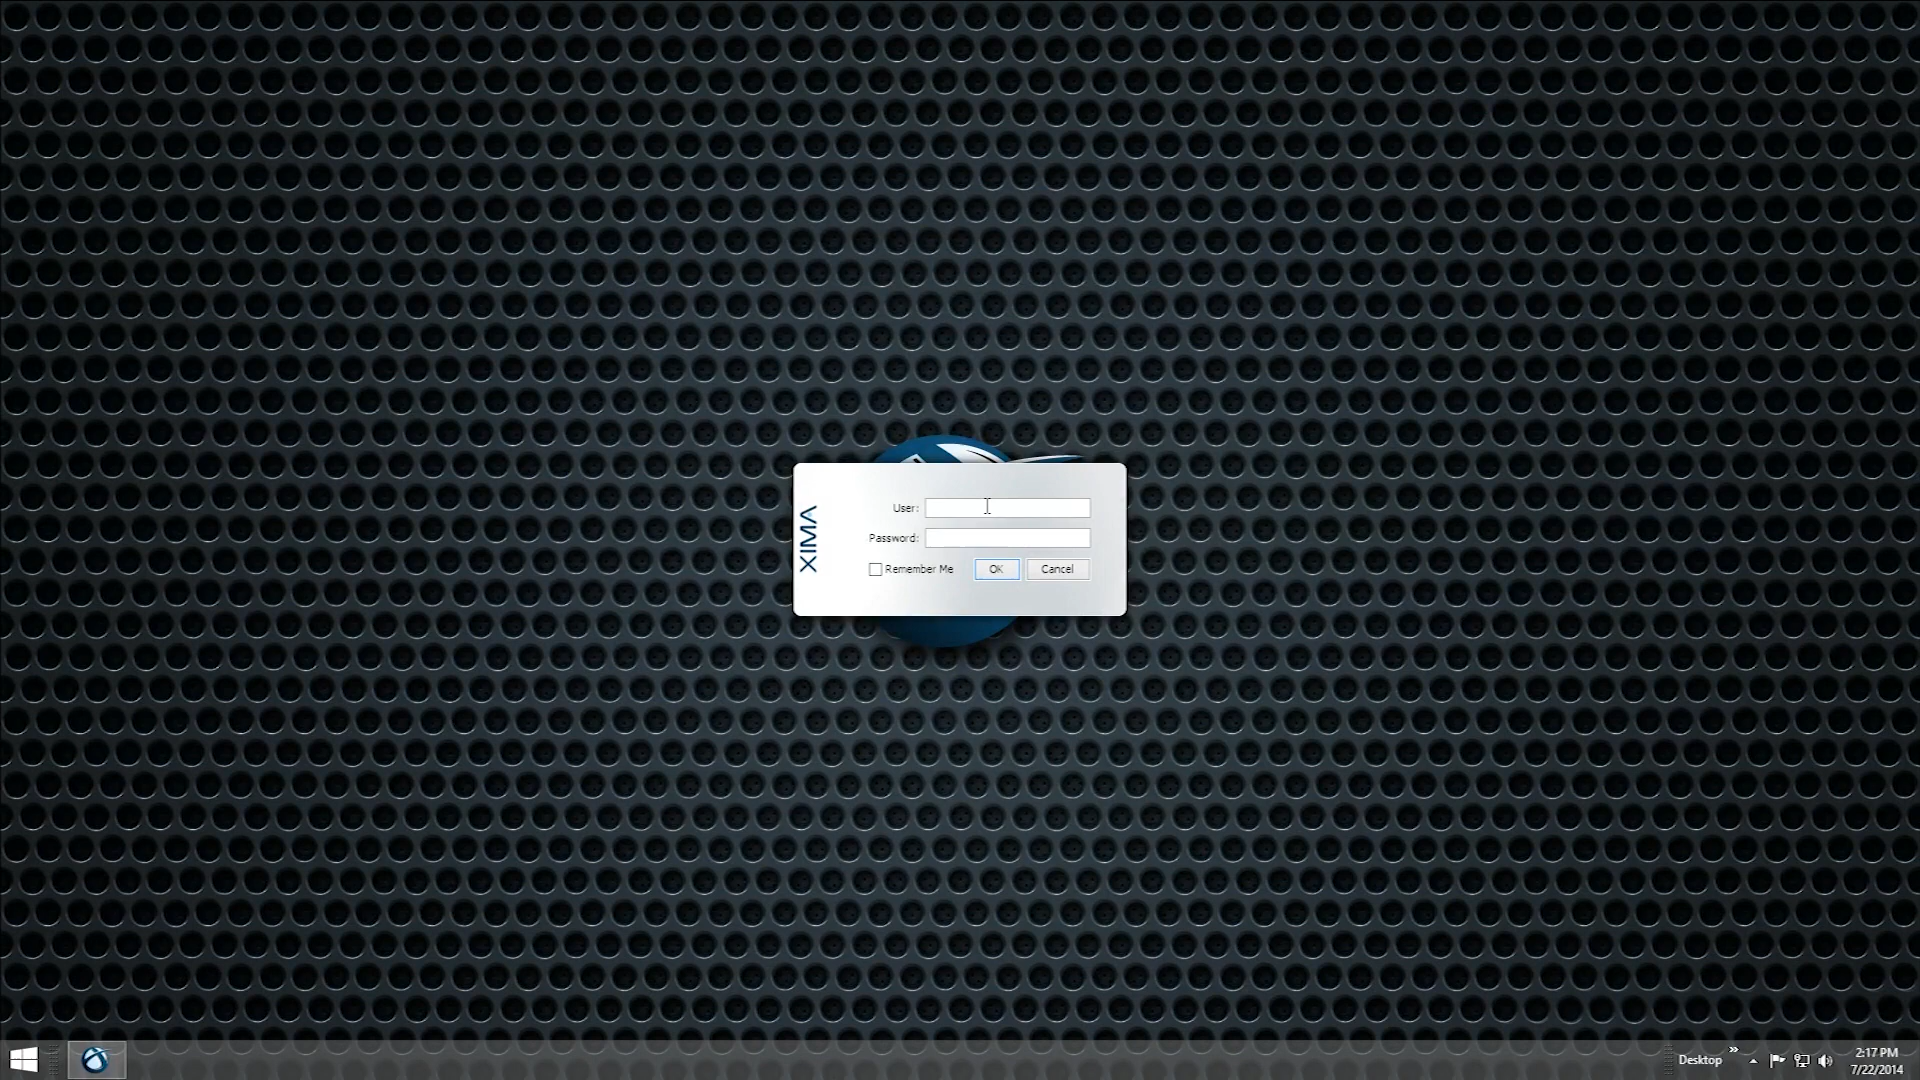 XIMA
User:
Password:
Remember Me
OK
Cancel
Desktop
2:17 PM
7/22/2014